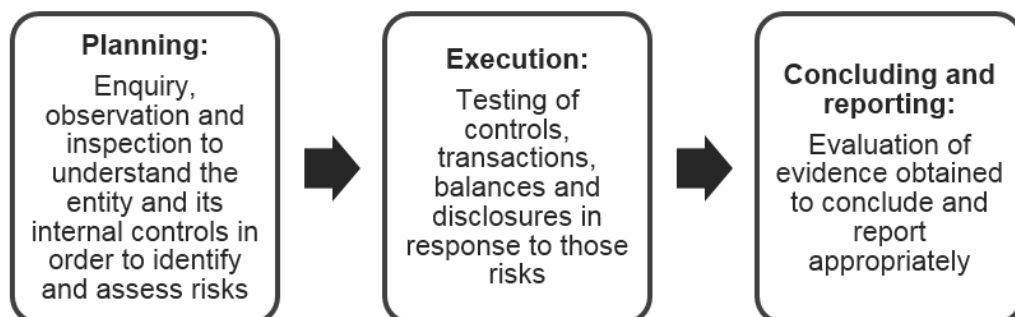 Planning:
Enquiry,
observation and
inspection to
understand the
entity and its
internal controls in
order to identify
and assess risks
Execution:
Testing of
controls,
transactions,
balances and
disclosures in
response to those
risks
Concluding and
reporting:
Evaluation of
evidence obtained
to conclude and
report
appropriately